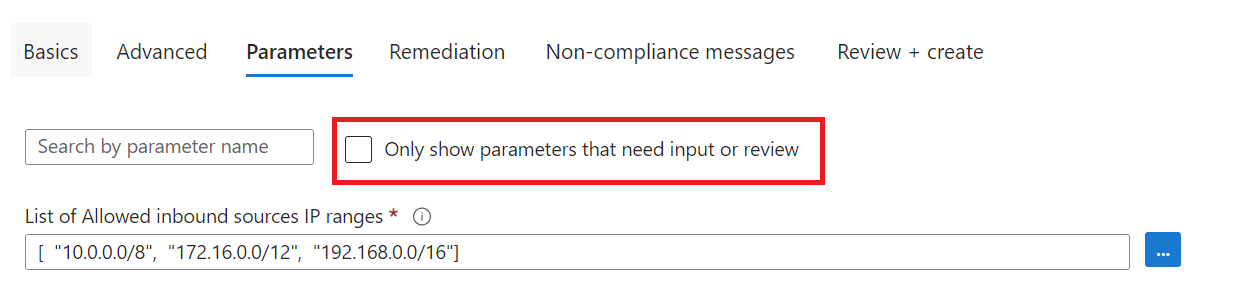 Basics Advanced Parameters Remediation Non-compliance messages Review + create
Search by parameter name Only show parameters that need input or review
List of Allowed inbound sources IP ranges *
[ "10.0.0.0/8", "172.16.0.0/12", "192.168.0.0/16"] ...